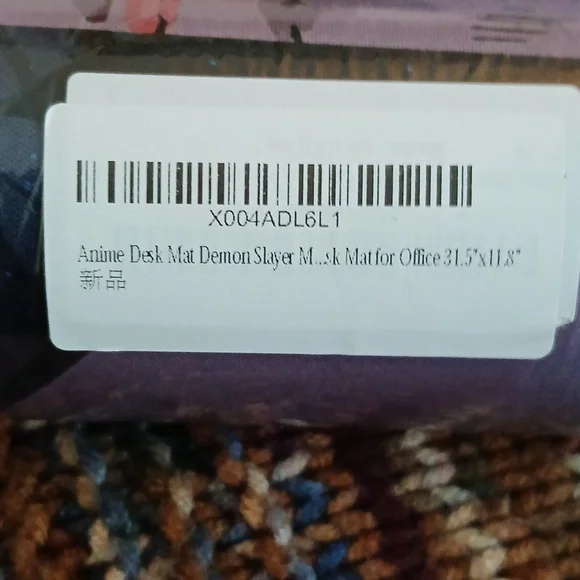 X004ADL6L1
Anime Desk Mat Demon Slayer M...sk Mat for Office 31.5"x11.8"
新品